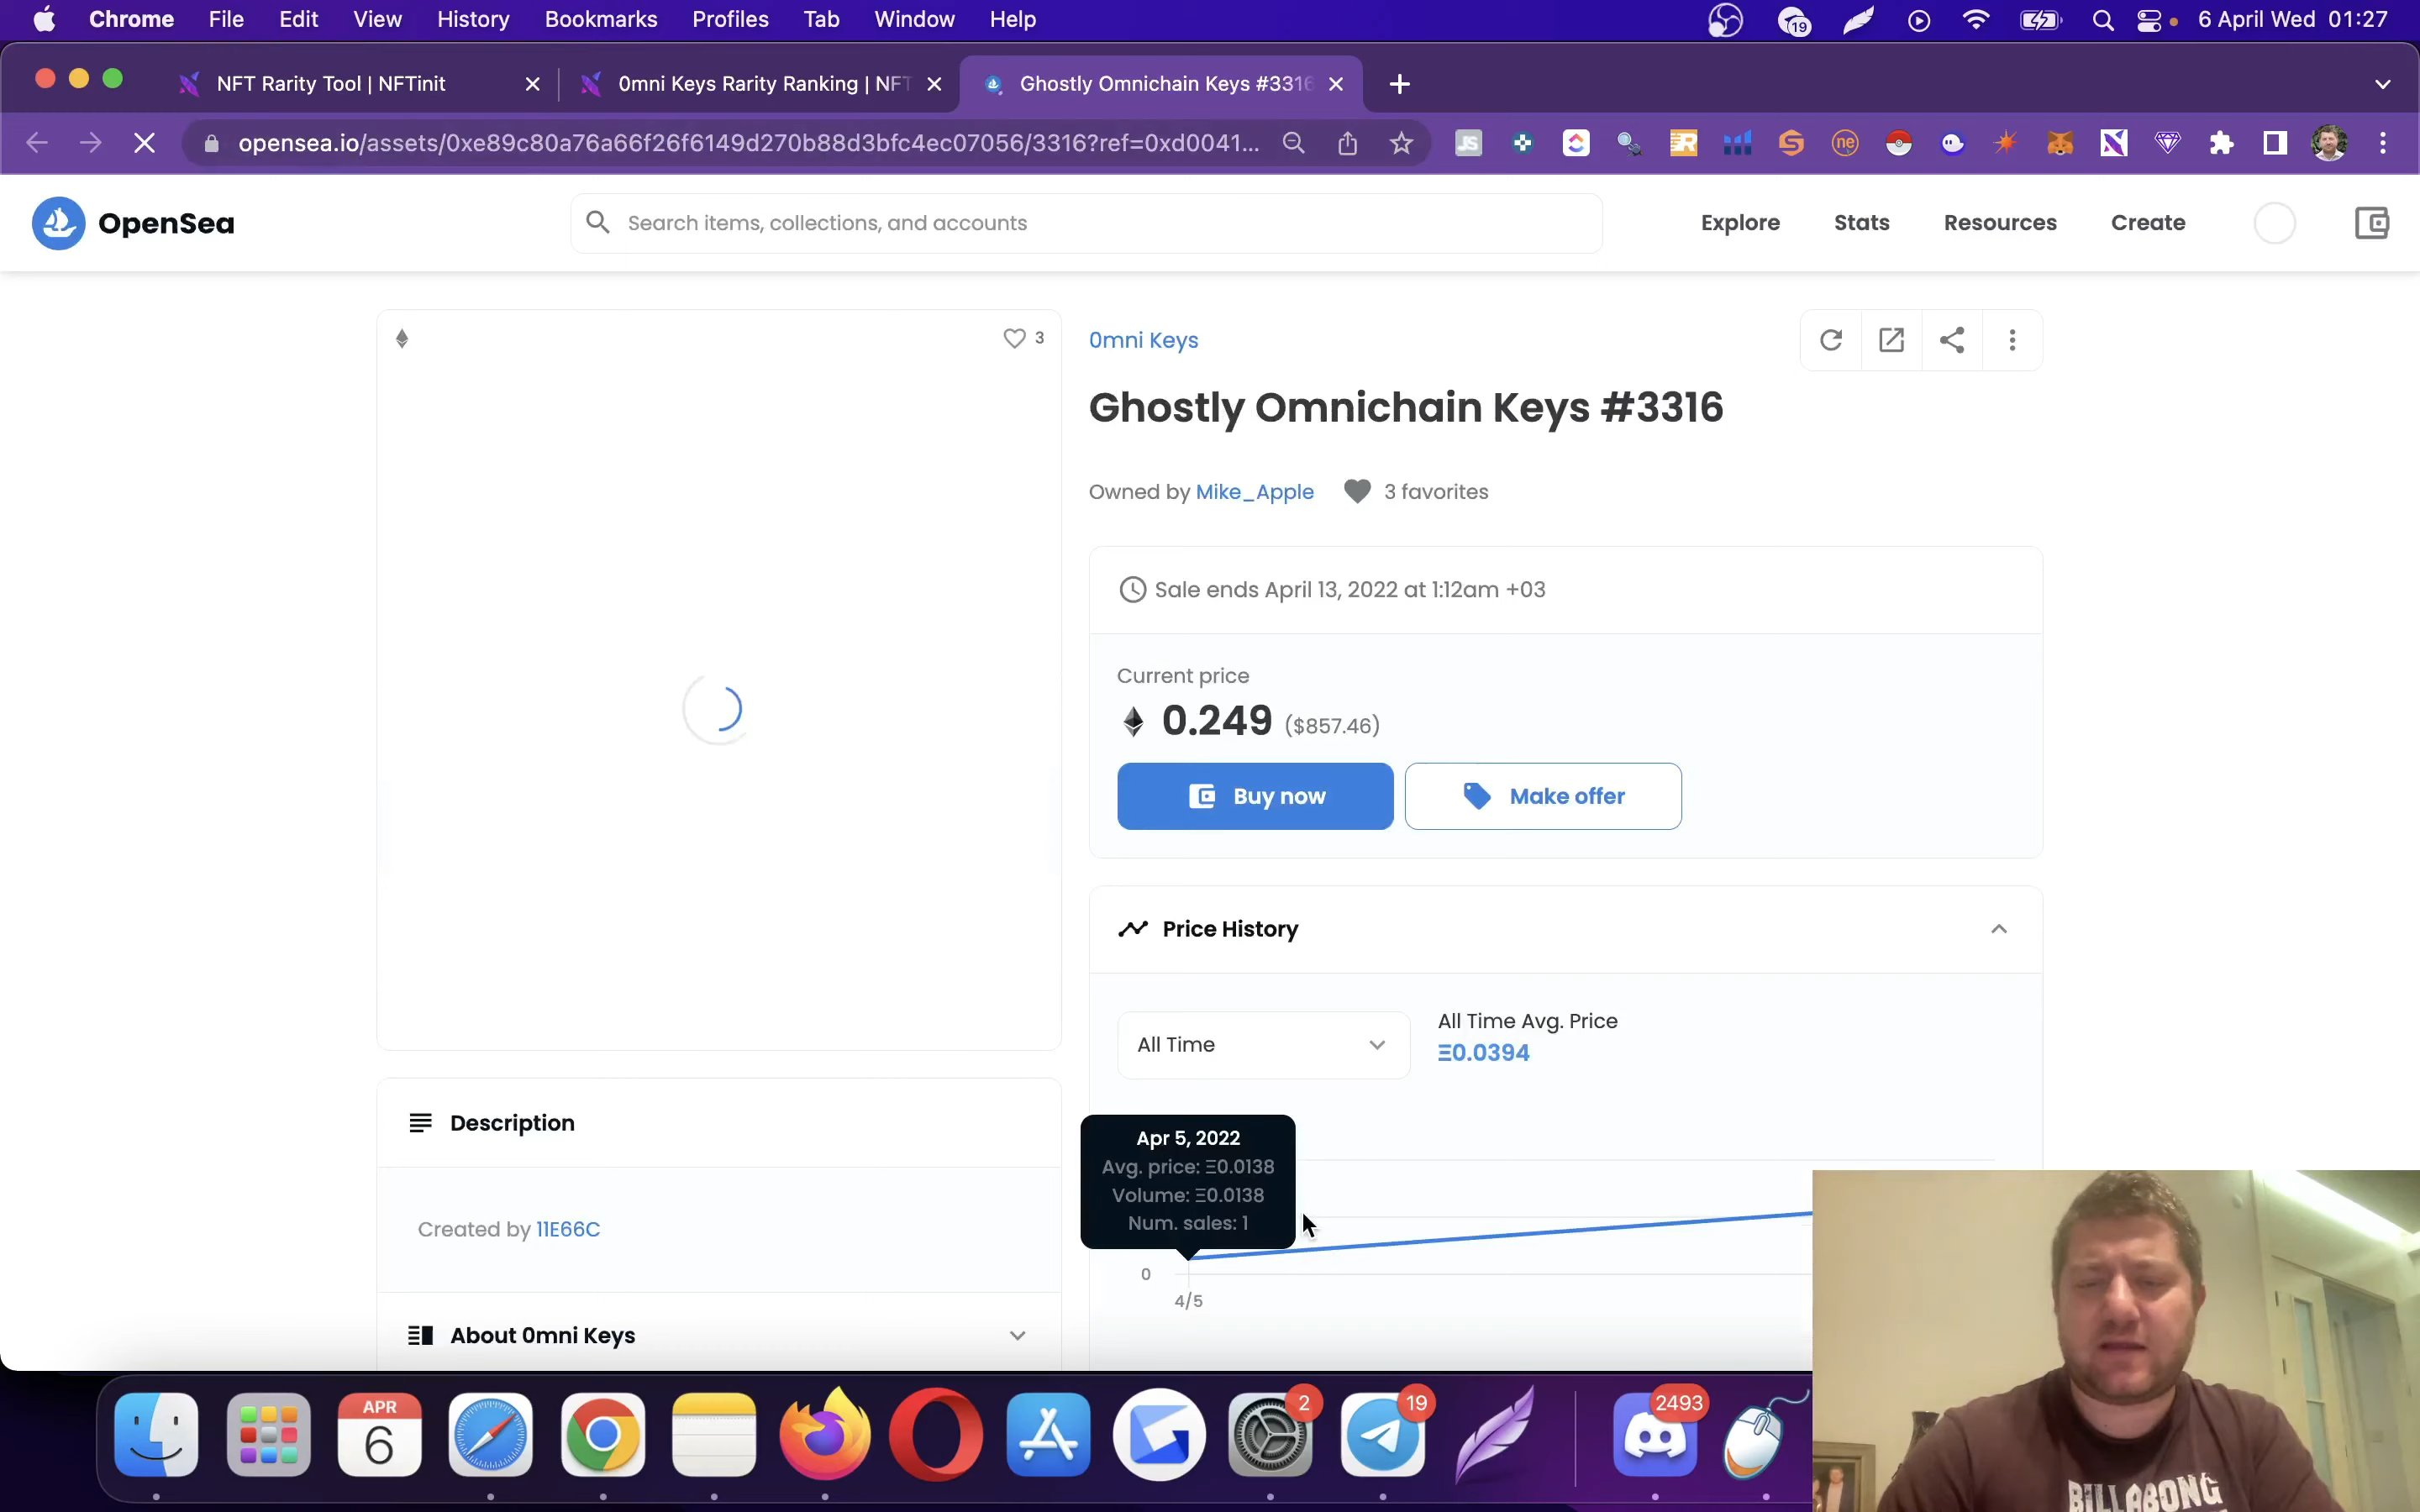 Chrome File Edit View History Bookmarks Profiles Tab Window Help 19 6 April Wed 01:27
NFT Rarity Tool | NFTinit 0mni Keys Rarity Ranking | NFT Ghostly Omnichain Keys #3316
opensea.io/assets/0xe89c80a76a66f26f6149d270b88d3bfc4ec07056/3316?ref=0xd0041... JS R ne
OpenSea Search items, collections, and accounts Explore Stats Resources Create
3
0mni Keys
Ghostly Omnichain Keys #3316
Owned by Mike_Apple 3 favorites
Sale ends April 13, 2022 at 1:12am +03
Current price
0.249 ($857.46)
Buy now Make offer
Price History
All Time
All Time Avg. Price
Ξ0.0394
Apr 5, 2022
Avg. price: Ξ0.0138
Volume: Ξ0.0138
Num. sales: 1
0
4/5
Description
Created by 11E66C
About 0mni Keys
APR
6
2
19
2493
BILLABONG